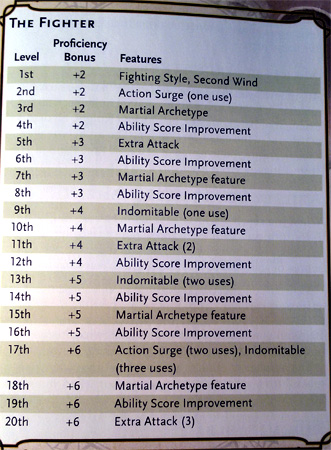 THE FIGHTER
Proficiency
Level Bonus Features
1st +2 Fighting Style, Second Wind
2nd +2 Action Surge (one use)
3rd +2 Martial Archetype
4th +2 Ability Score Improvement
5th +3 Extra Attack
6th +3 Ability Score Improvement
7th +3 Martial Archetype feature
8th +3 Ability Score Improvement
9th +4 Indomitable (one use)
10th +4 Martial Archetype feature
11th +4 Extra Attack (2)
12th +4 Ability Score Improvement
13th +5 Indomitable (two uses)
14th +5 Ability Score Improvement
15th +5 Martial Archetype feature
16th +5 Ability Score Improvement
17th +6 Action Surge (two uses), Indomitable
(three uses)
18th +6 Martial Archetype feature
19th +6 Ability Score Improvement
20th +6 Extra Attack (3)